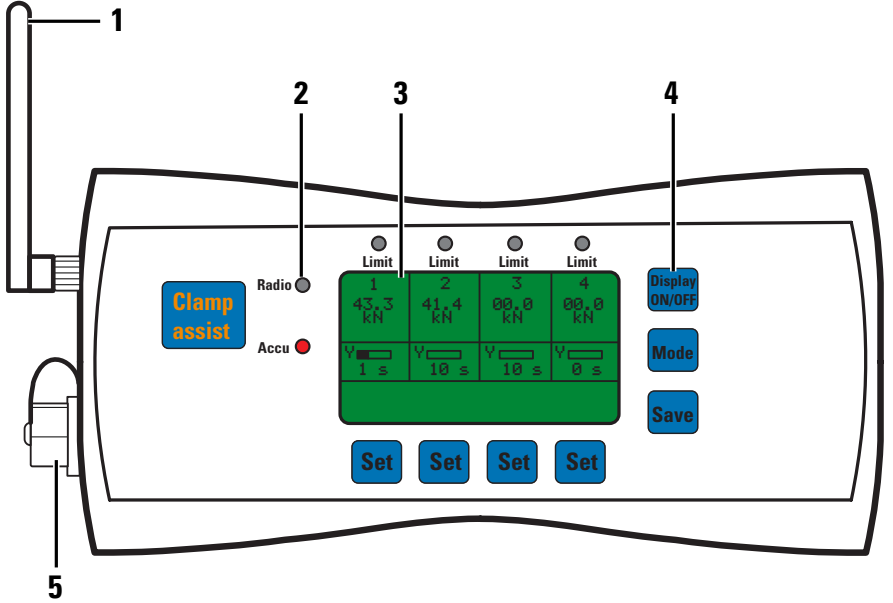 1
2 3 4
Limit Limit Limit Limit
Radio
Clamp
assist
Accu
1 2 3 4
43.3 41.4 00.0 00.0
kN kN kN kN
Y Y Y Y
1 s 10 s 10 s 0 s
Display
ON/OFF
Mode
Save
Set Set Set Set
5